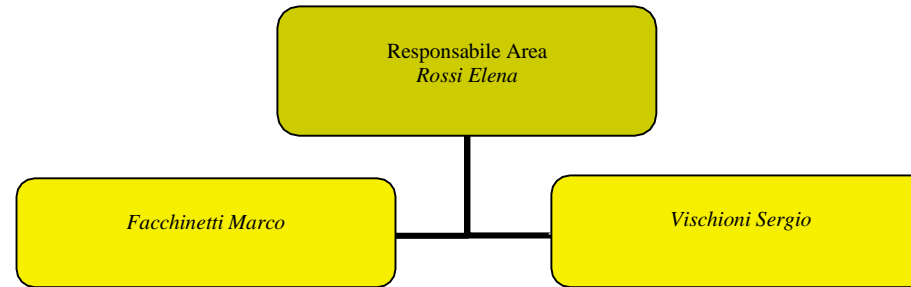 Responsabile Area
Rossi Elena
Facchinetti Marco
Vischioni Sergio